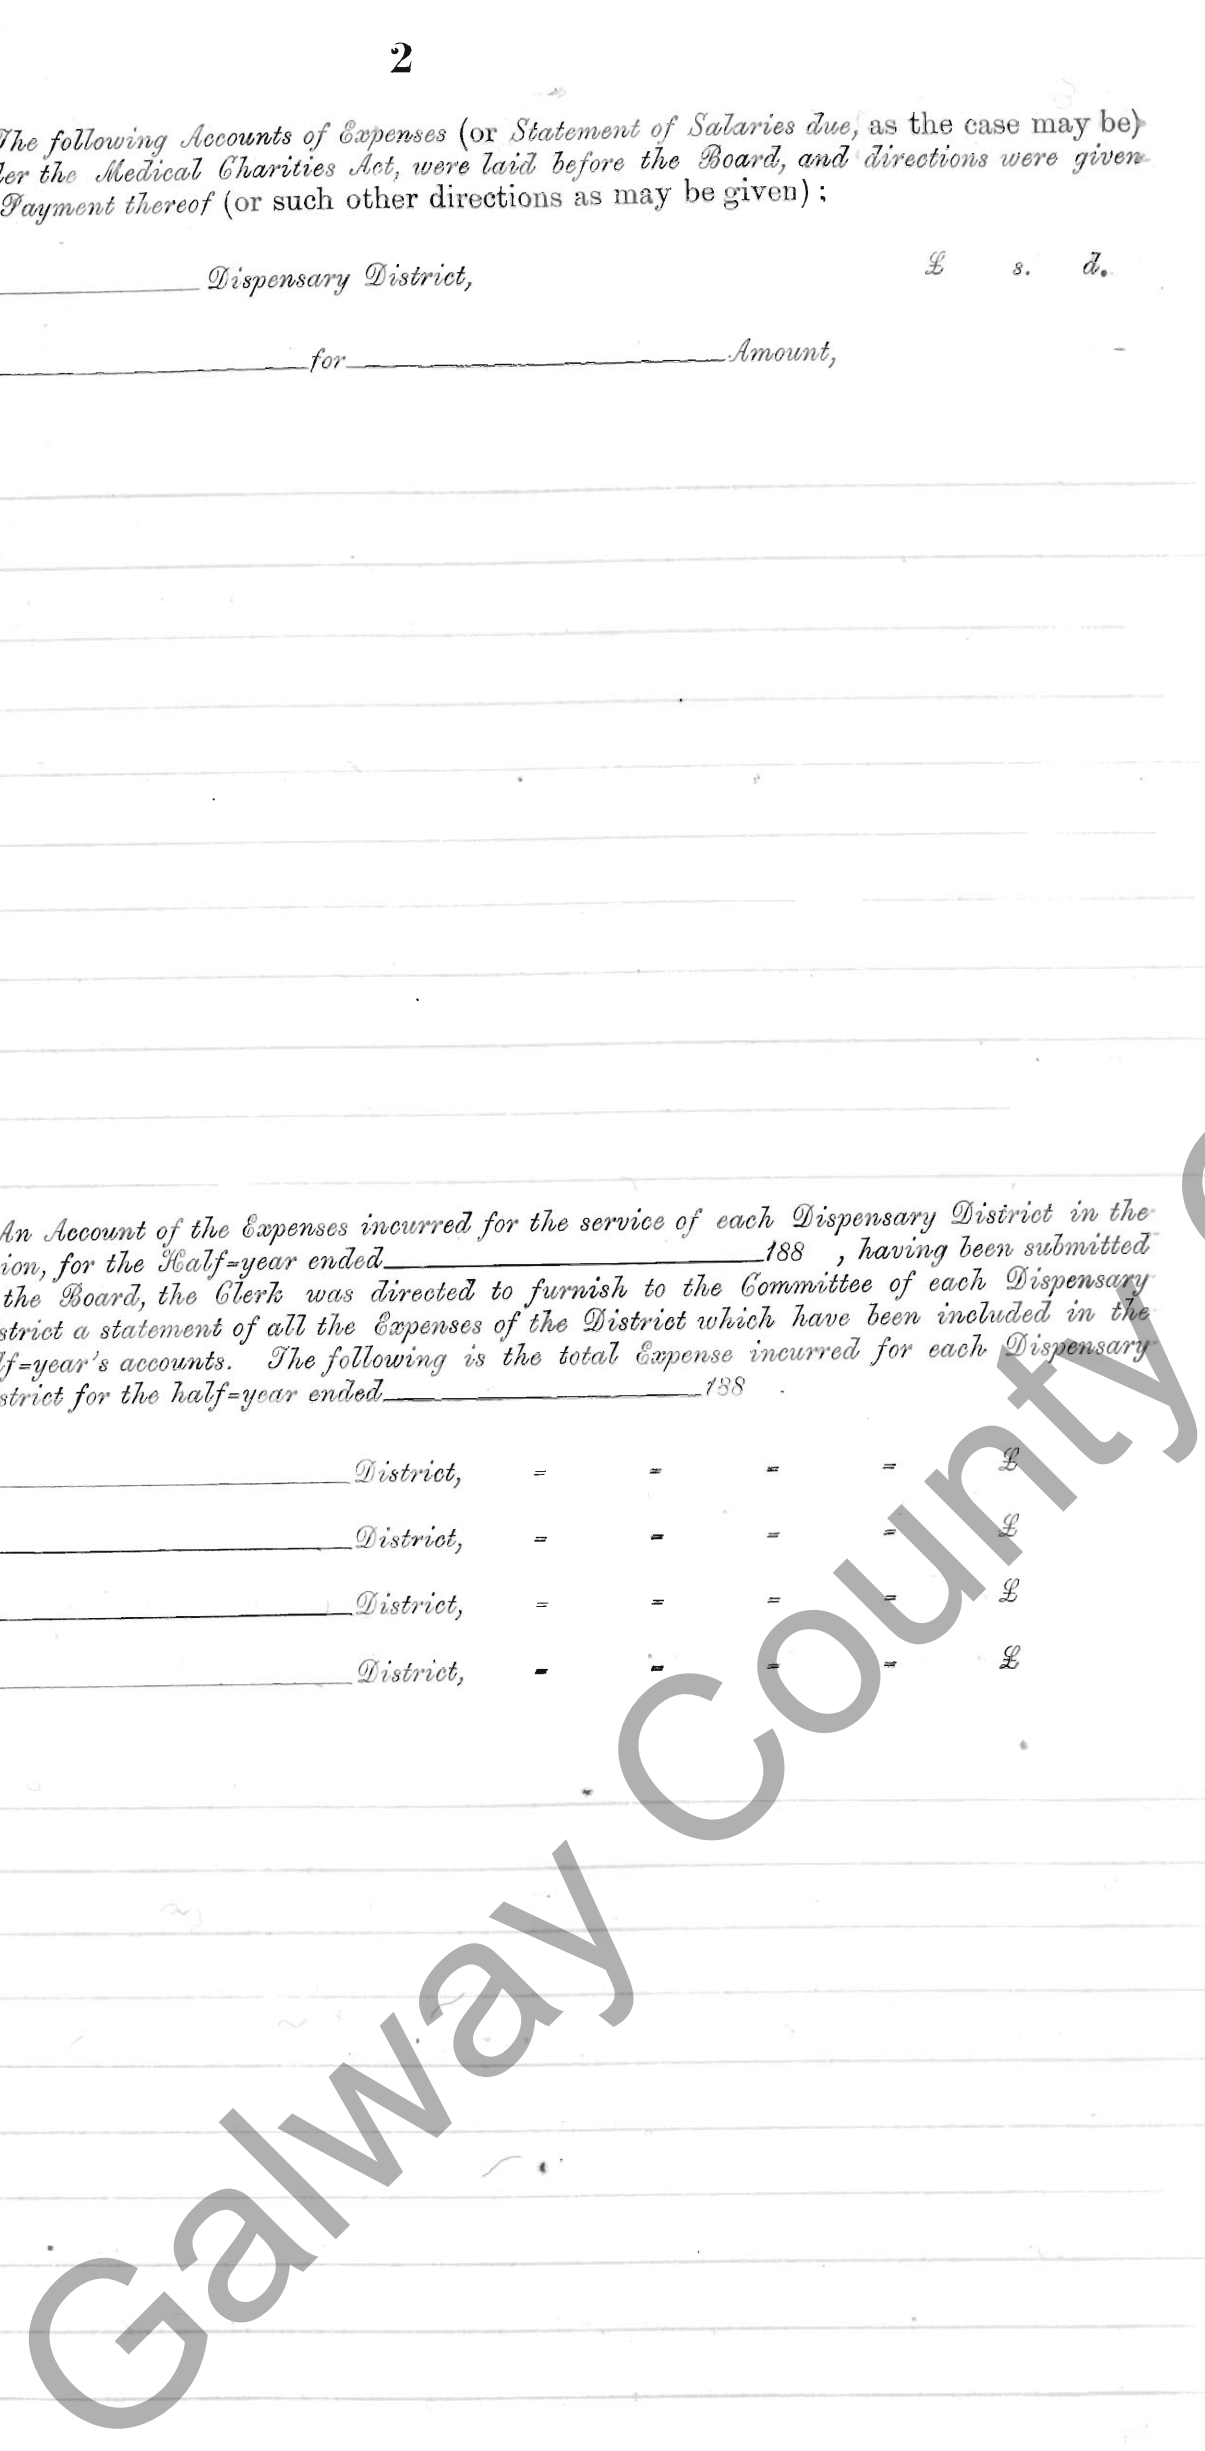 2
The following Accounts of Expenses (or Statement of Salaries due, as the case may be)
er the Medical Charities Act, were laid before the Board, and directions were given
Payment thereof (or such other directions as may be given) ;
Dispensary District,
£ s. d.
for Amount,
An Account of the Expenses incurred for the service of each Dispensary District in the
ion, for the Half=year ended 188 , having been submitted
the Board, the Clerk was directed to furnish to the Committee of each Dispensary
strict a statement of all the Expenses of the District which have been included in the
lf=year's accounts. The following is the total Expense incurred for each Dispensary
strict for the half=year ended 188 .
District, = = = = £
District, = = = = £
District, = = = = £
District, = = = = £
Galway County